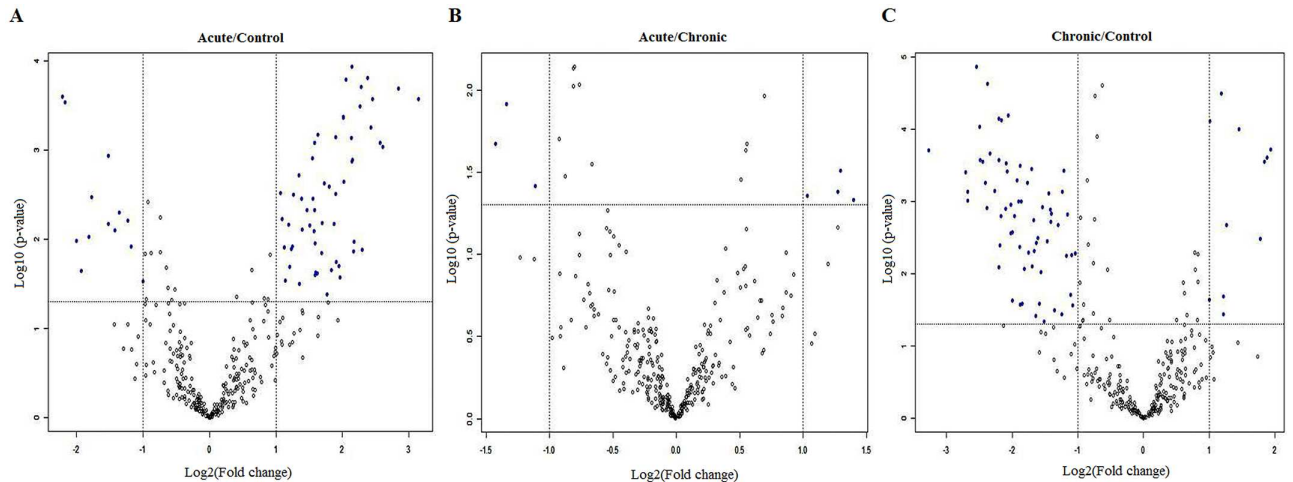 A
Acute/Control
Log10 (p-value)
4
3
2
1
0
-2 -1 0 1 2 3
Log2(Fold change)
B
Acute/Chronic
Log10 (p-value)
2.0
1.5
1.0
0.5
0.0
-1.5 -1.0 -0.5 0.0 0.5 1.0 1.5
Log2(Fold change)
C
Chronic/Control
Log10 (p-value)
5
4
3
2
1
0
-3 -2 -1 0 1 2
Log2(Fold change)